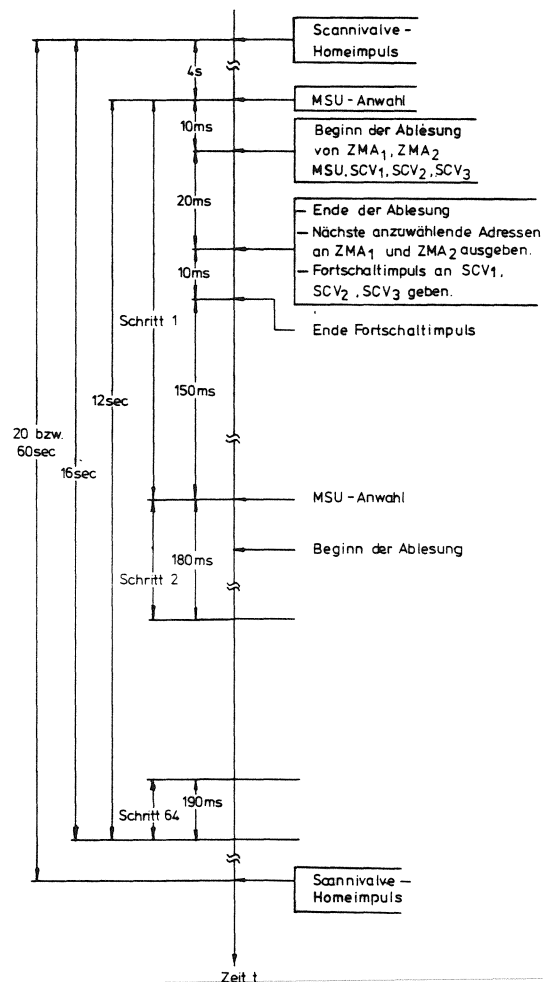 Scannivalve –
Homeimpuls
4s
MSU - Anwahl
10ms
Beginn der Ablesung
von ZMA₁, ZMA₂
MSU, SCV₁, SCV₂, SCV₃
20ms
– Ende der Ablesung
– Nächste anzuwählende Adressen
an ZMA₁ und ZMA₂ ausgeben.
– Fortschaltimpuls an SCV₁,
SCV₂, SCV₃ geben.
10ms
Schritt 1
Ende Fortschaltimpuls
150ms
12sec
20 bzw.
60sec
16sec
MSU - Anwahl
Beginn der Ablesung
180ms
Schritt 2
190ms
Schritt 64
Scannivalve –
Homeimpuls
Zeit t